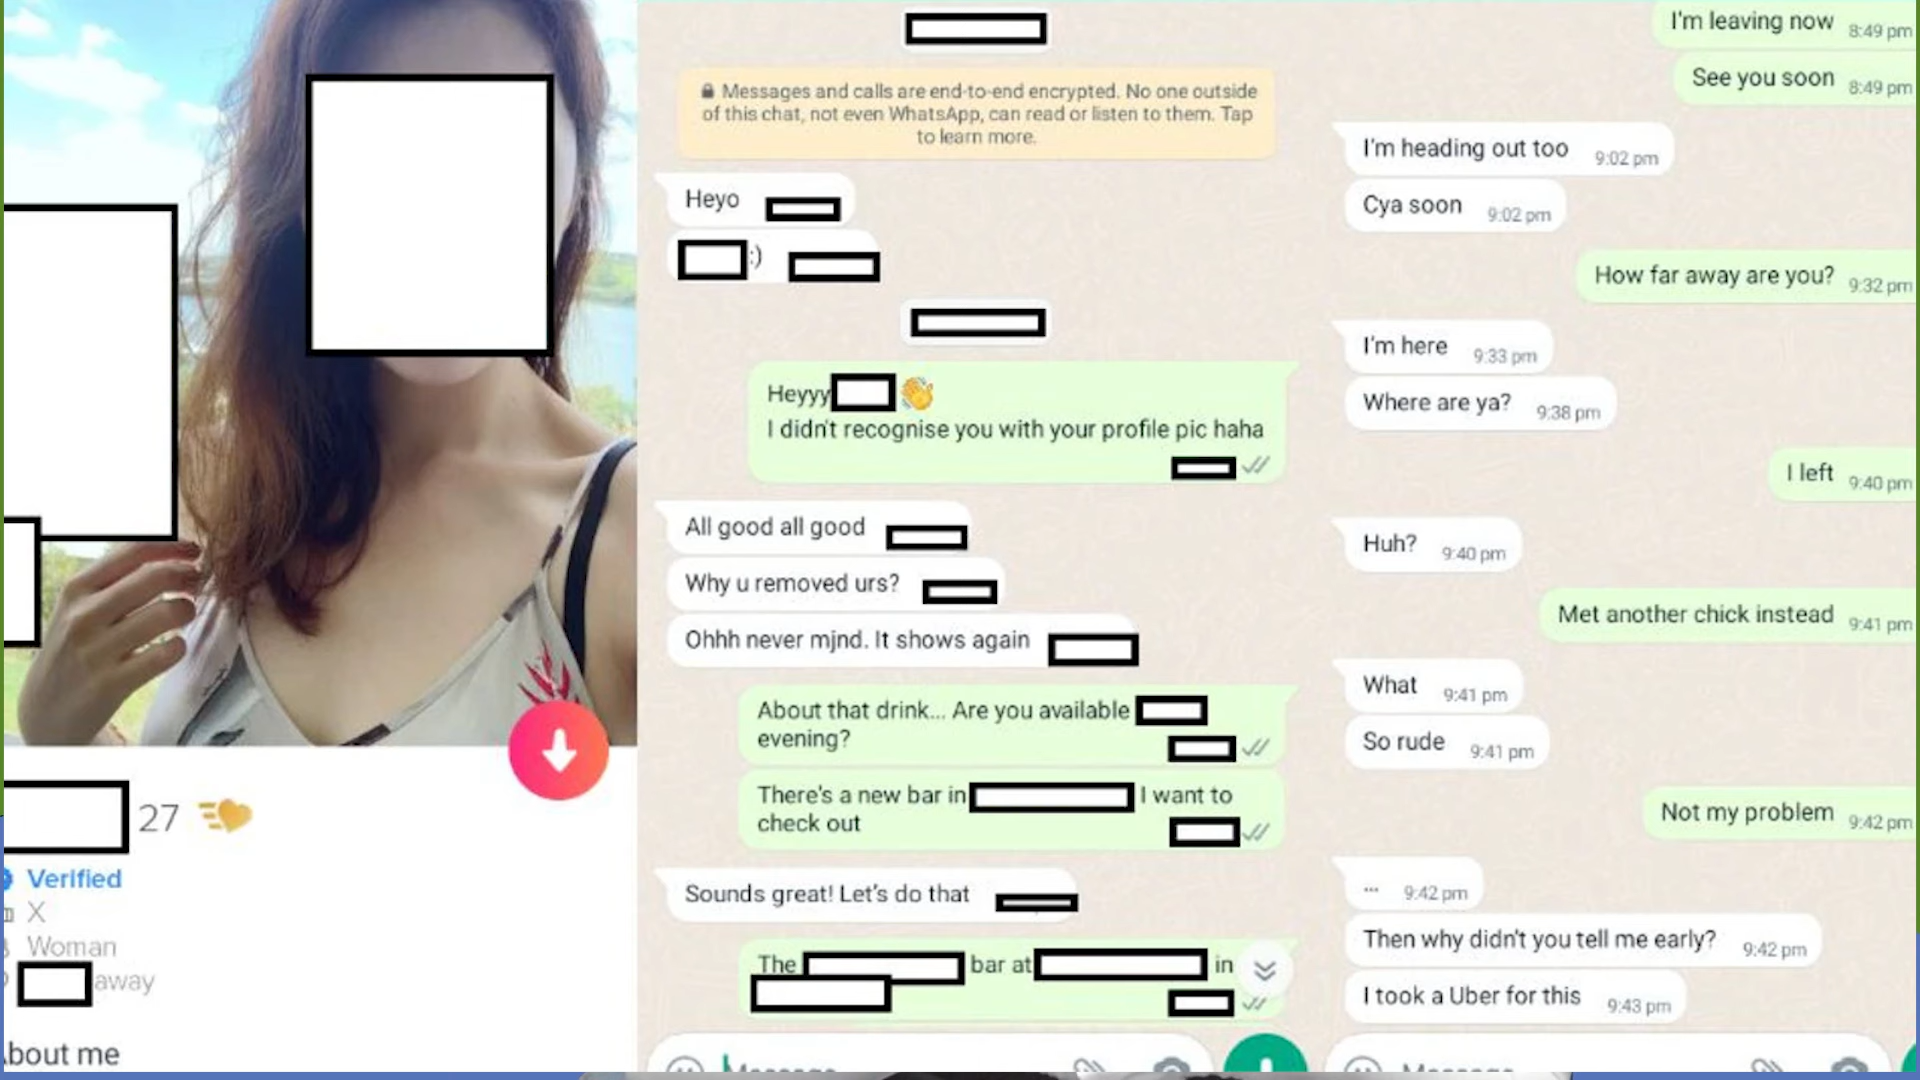 27
Verified
X
Woman
away
About me
Messages and calls are end-to-end encrypted. No one outside
of this chat, not even WhatsApp, can read or listen to them. Tap
to learn more.
Heyo
:)
Heyyy 👋
I didn't recognise you with your profile pic haha
All good all good
Why u removed urs?
Ohhh never mjnd. It shows again
About that drink... Are you available
evening?
There's a new bar in I want to
check out
Sounds great! Let's do that
The bar at in
Message
I'm leaving now 8:49 pm
See you soon 8:49 pm
I'm heading out too 9:02 pm
Cya soon 9:02 pm
How far away are you? 9:32 pm
I'm here 9:33 pm
Where are ya? 9:38 pm
I left 9:40 pm
Huh? 9:40 pm
Met another chick instead 9:41 pm
What 9:41 pm
So rude 9:41 pm
Not my problem 9:42 pm
... 9:42 pm
Then why didn't you tell me early? 9:42 pm
I took a Uber for this 9:43 pm
Message